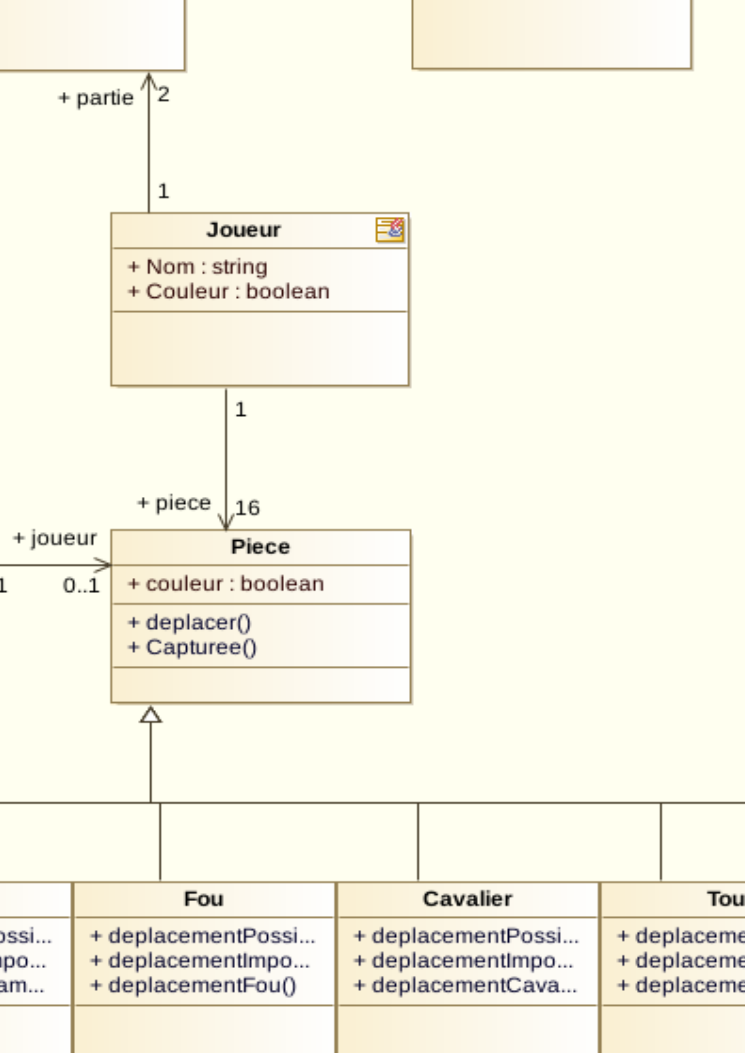 + partie
2
1
Joueur
+ Nom : string
+ Couleur : boolean
1
+ piece
16
+ joueur
1
0..1
Piece
+ couleur : boolean
+ deplacer()
+ Capturee()
ossi...
po...
am...
Fou
+ deplacementPossi...
+ deplacementImpo...
+ deplacementFou()
Cavalier
+ deplacementPossi...
+ deplacementImpo...
+ deplacementCava...
Tou
+ deplaceme
+ deplaceme
+ deplaceme